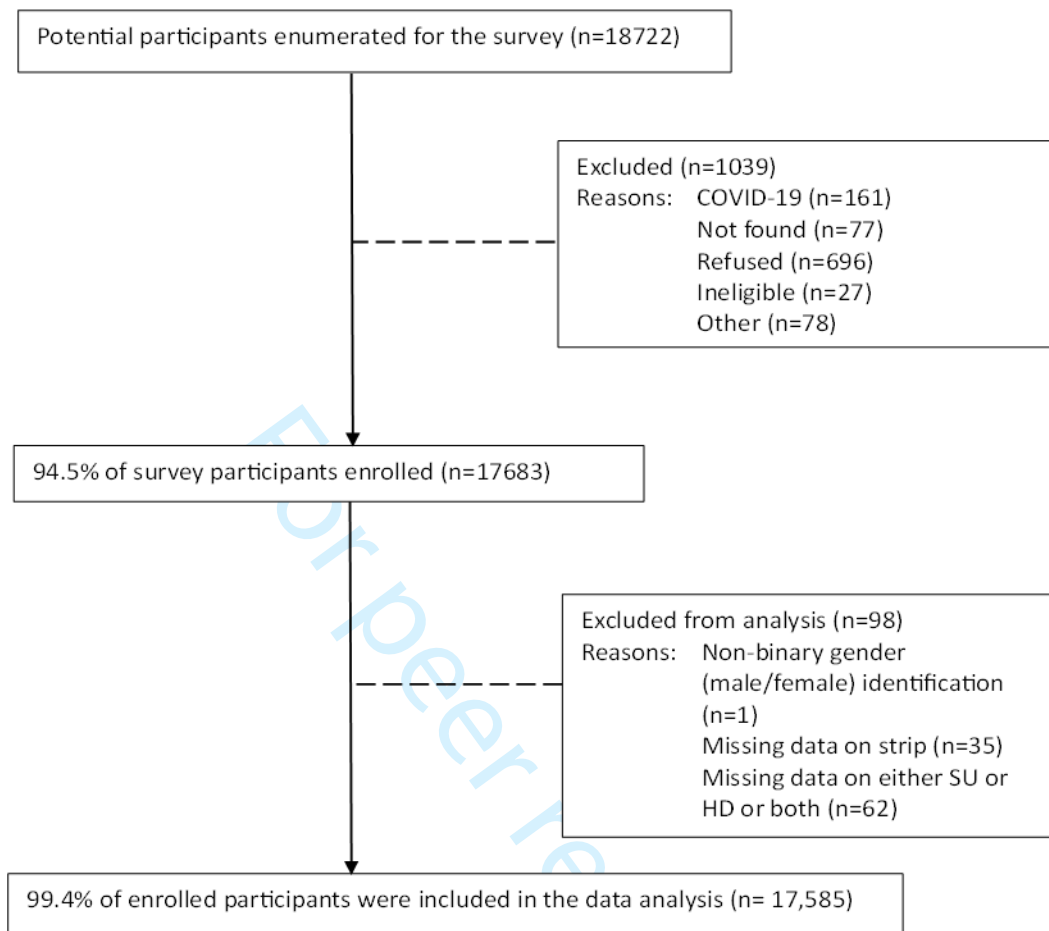 Potential participants enumerated for the survey (n=18722)
Excluded (n=1039)
Reasons: COVID-19 (n=161)
Not found (n=77)
Refused (n=696)
Ineligible (n=27)
Other (n=78)
94.5% of survey participants enrolled (n=17683)
Excluded from analysis (n=98)
Reasons: Non-binary gender
(male/female) identification
(n=1)
Missing data on strip (n=35)
Missing data on either SU or
HD or both (n=62)
99.4% of enrolled participants were included in the data analysis (n= 17,585)
For peer re